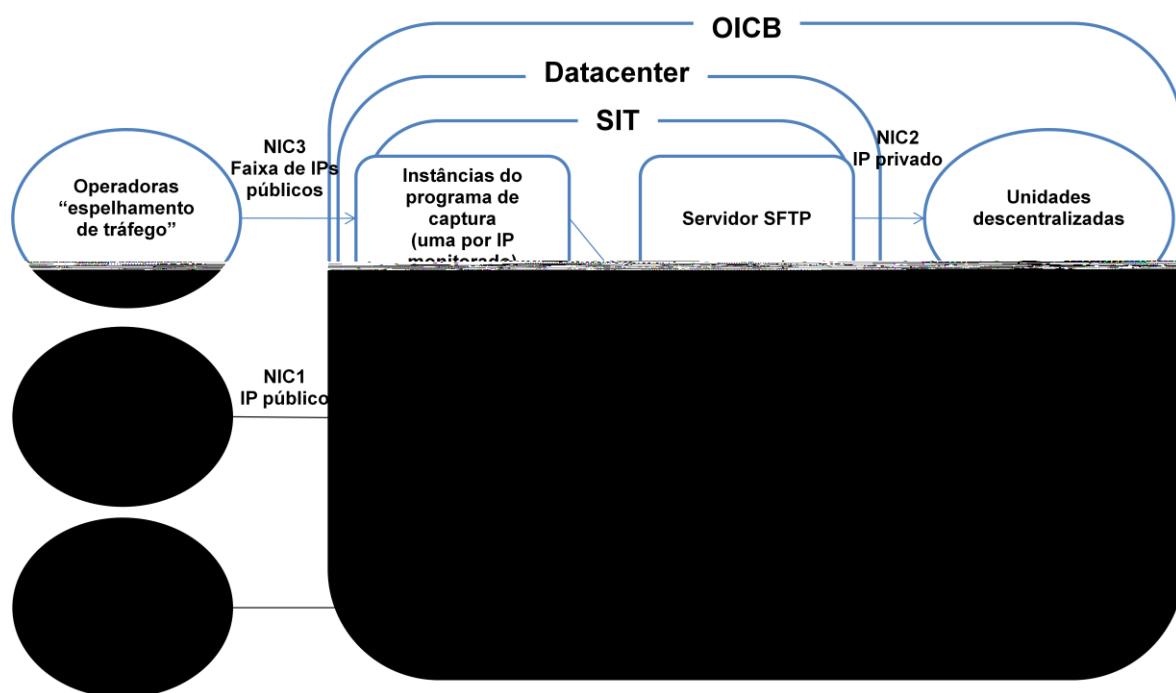 OICB
Datacenter
SIT
NIC3
Faixa de IPs
públicos
NIC2
IP privado
Operadoras
“espelhamento
de tráfego”
Instâncias do
programa de
captura
(uma por IP
monitorado)
Servidor SFTP
Unidades
descentralizadas
NIC1
IP público